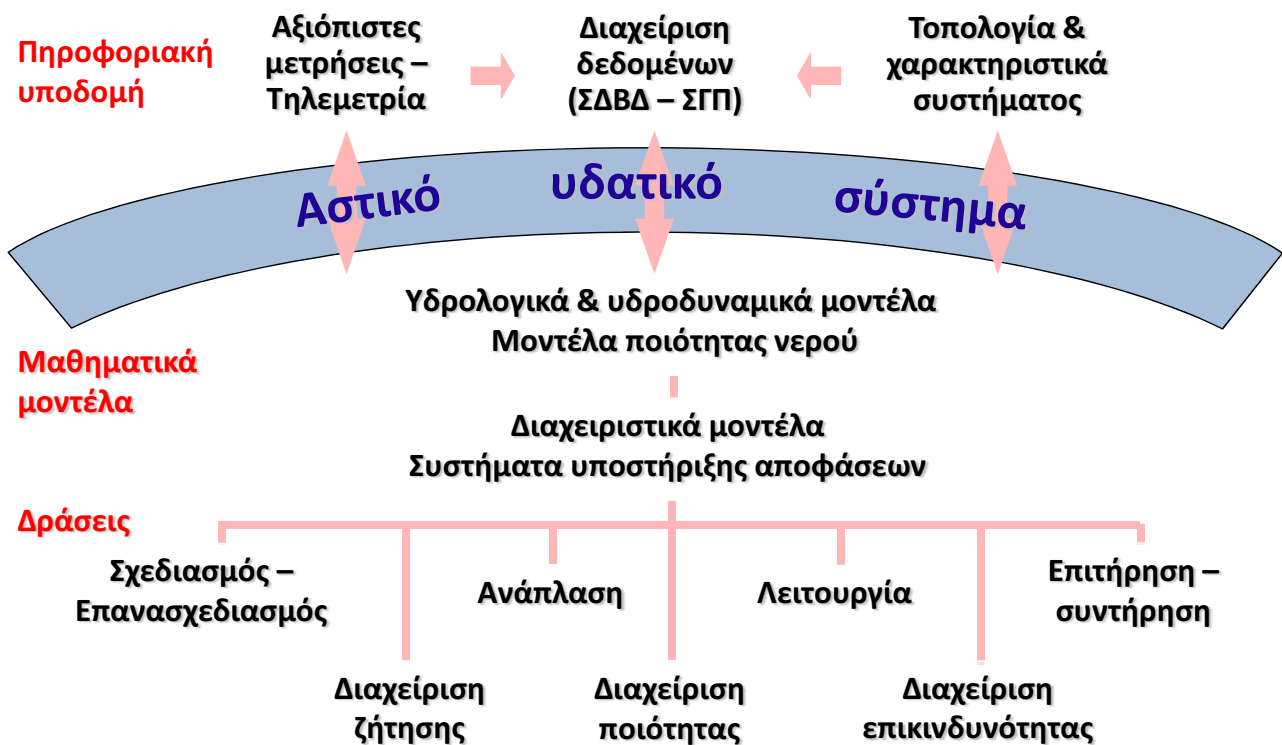 Πηροφοριακή
υποδομή
Αξιόπιστες
μετρήσεις –
Τηλεμετρία
Διαχείριση
δεδομένων
(ΣΔΒΔ – ΣΓΠ)
Τοπολογία &
χαρακτηριστικά
συστήματος
Αστικό υδατικό σύστημα
Υδρολογικά & υδροδυναμικά μοντέλα
Μοντέλα ποιότητας νερού
Μαθηματικά
μοντέλα
Διαχειριστικά μοντέλα
Συστήματα υποστήριξης αποφάσεων
Δράσεις
Σχεδιασμός –
Επανασχεδιασμός
Ανάπλαση
Λειτουργία
Επιτήρηση –
συντήρηση
Διαχείριση
ζήτησης
Διαχείριση
ποιότητας
Διαχείριση
επικινδυνότητας